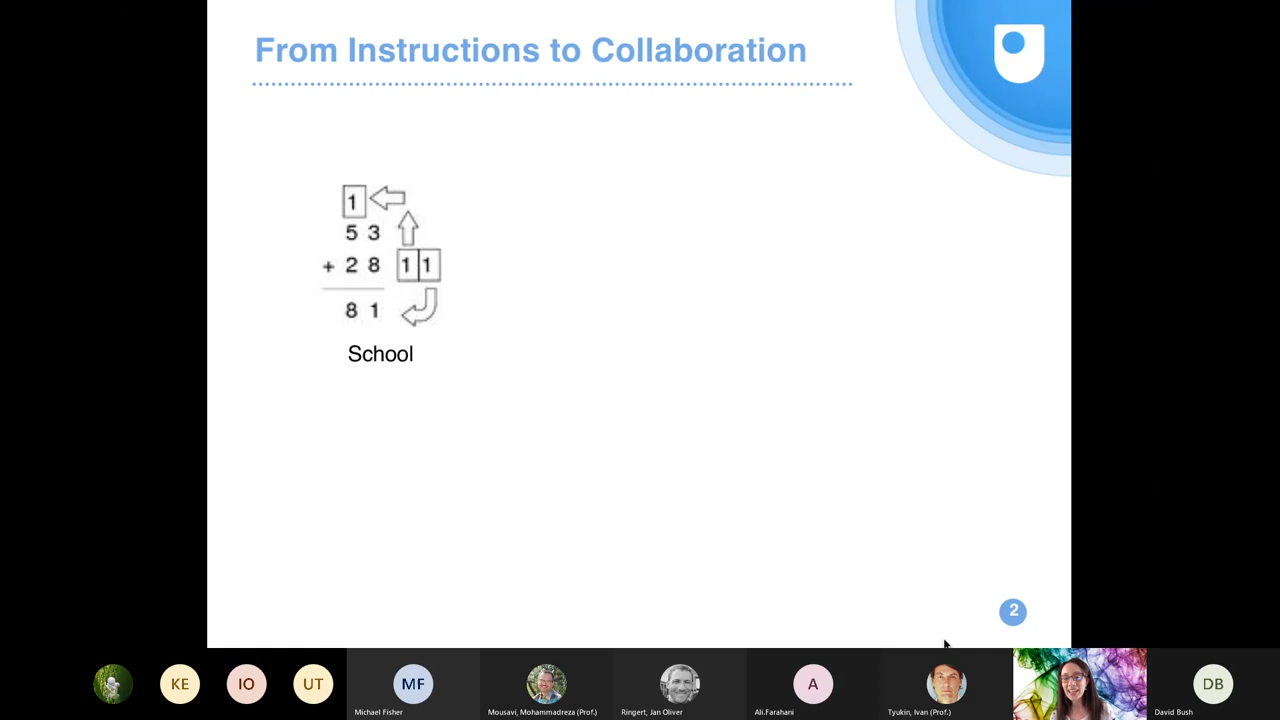 From Instructions to Collaboration
1
5 3
+ 2 8 1 1
8 1
School
2
KE
IO
UT
MF
A
DB
Michael Fisher
Mousavi, Mohammadreza (Prof.)
Ringert, Jan Oliver
Ali.Farahani
Tyukin, Ivan (Prof.)
David Bush